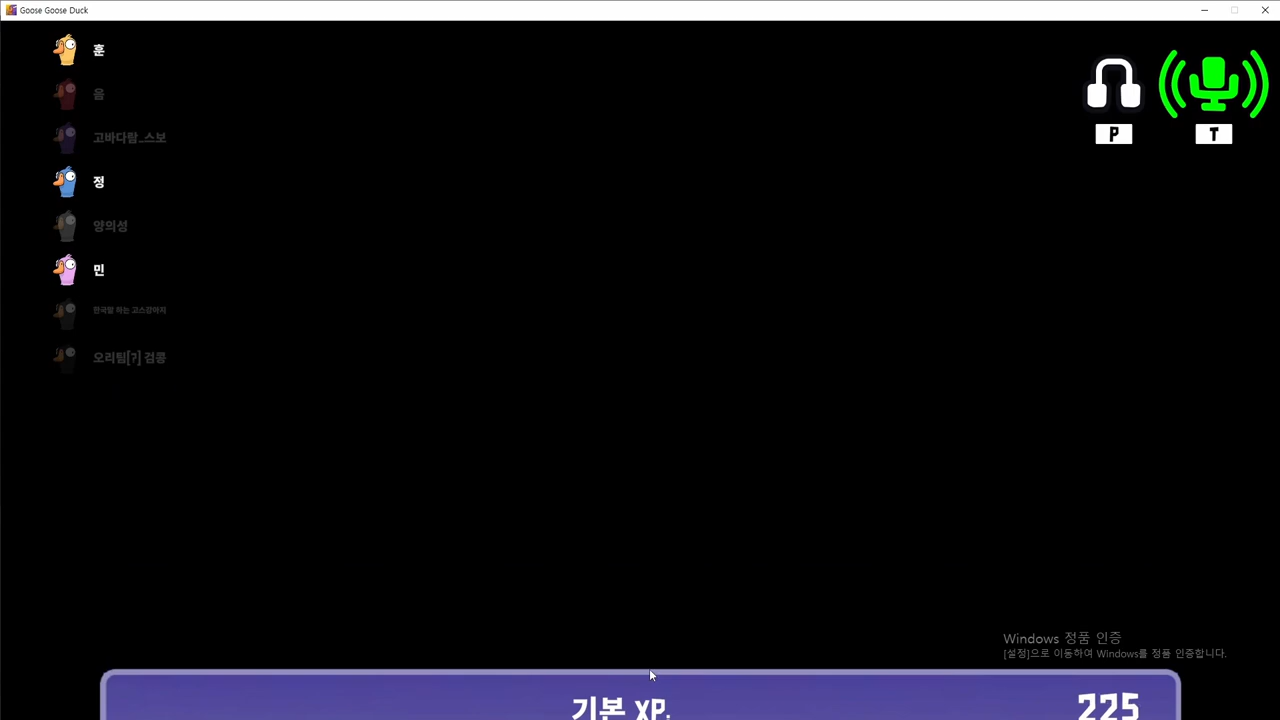 Goose Goose Duck
훈
음
고바다람_스보
정
양의성
민
한국말 하는 고스강아지
오리팀[?] 검콩
P
T
Windows 정품 인증
[설정]으로 이동하여 Windows를 정품 인증합니다.
기본 XP.
225